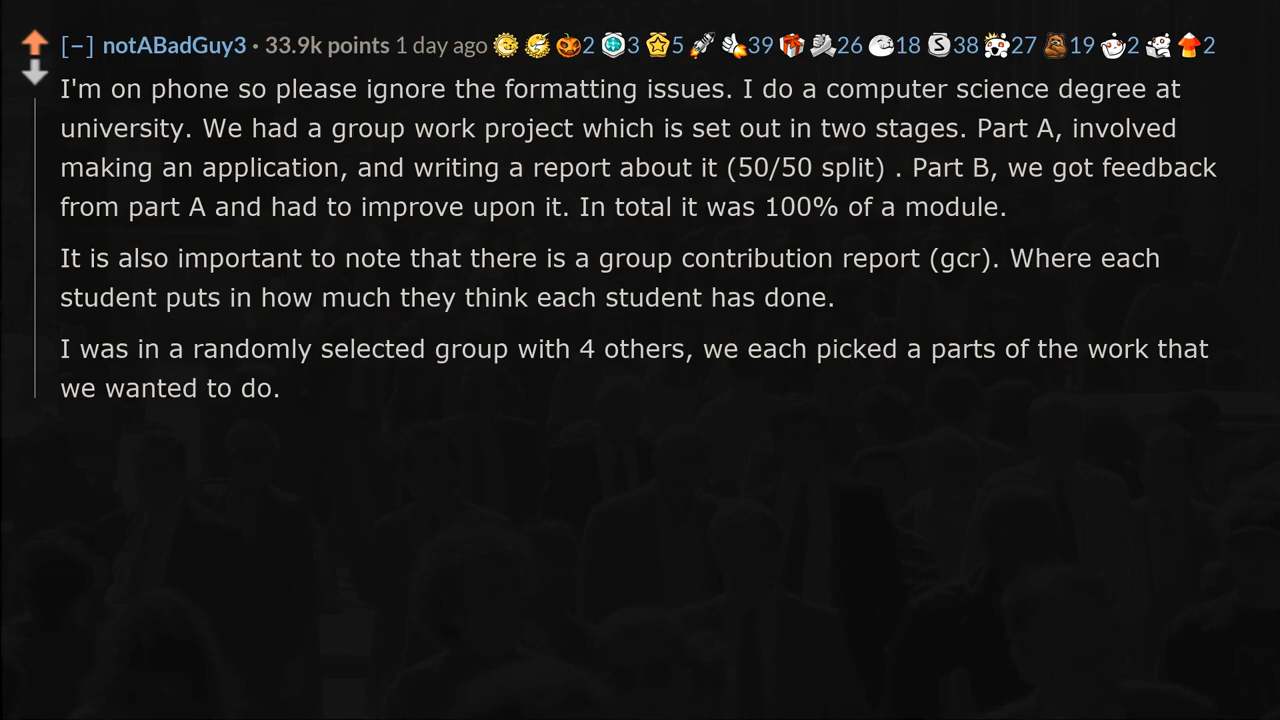 [–] notABadGuy3 · 33.9k points 1 day ago 2 3 5 39 26 S 18 38 27 19 2 2
I'm on phone so please ignore the formatting issues. I do a computer science degree at
university. We had a group work project which is set out in two stages. Part A, involved
making an application, and writing a report about it (50/50 split) . Part B, we got feedback
from part A and had to improve upon it. In total it was 100% of a module.
It is also important to note that there is a group contribution report (gcr). Where each
student puts in how much they think each student has done.
I was in a randomly selected group with 4 others, we each picked a parts of the work that
we wanted to do.